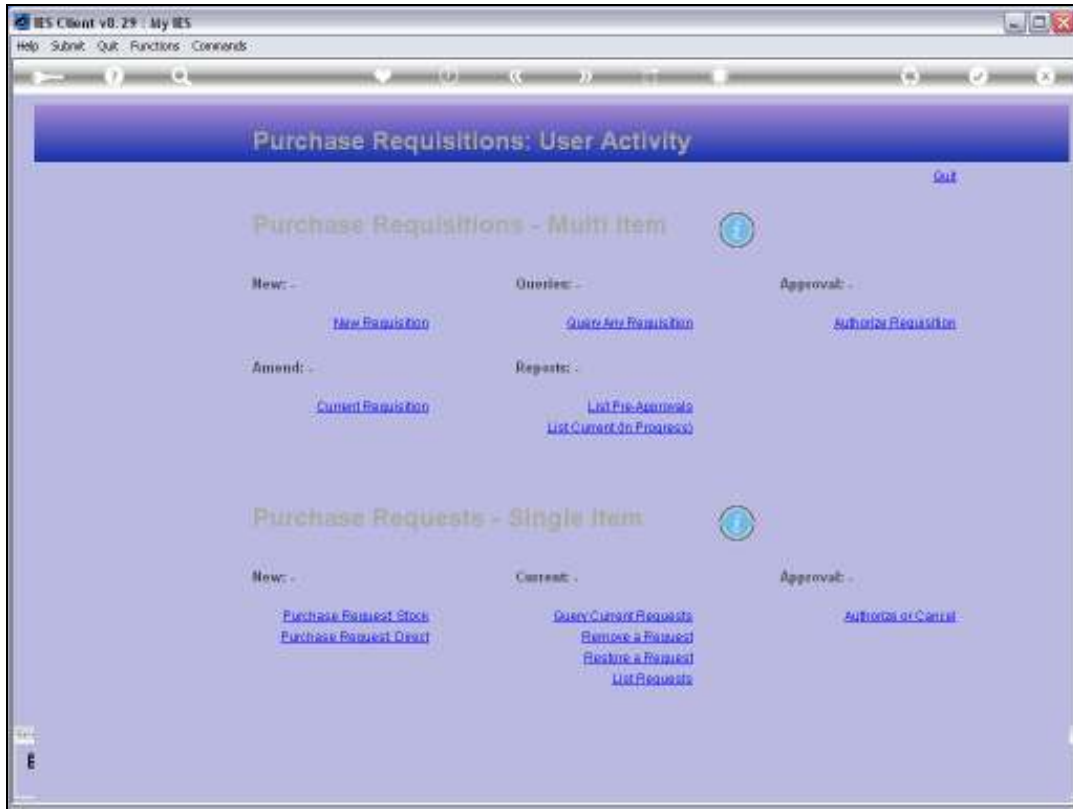 IES Client v8.29 : My IES
Help Submit Quit Functions Commands
Purchase Requisitions: User Activity
Quit
Purchase Requisitions - Multi Item
New: - Queries: - Approval: -
New Requisition Query Any Requisition Authorize Requisition
Amend: - Reports: -
Current Requisition List Pre-Approvals
List Current (In Progress)
Purchase Requests - Single Item
New: - Current: - Approval: -
Purchase Request Stock Query Current Requests Authorize or Cancel
Purchase Request Direct Remove a Request
Restore a Request
List Requests